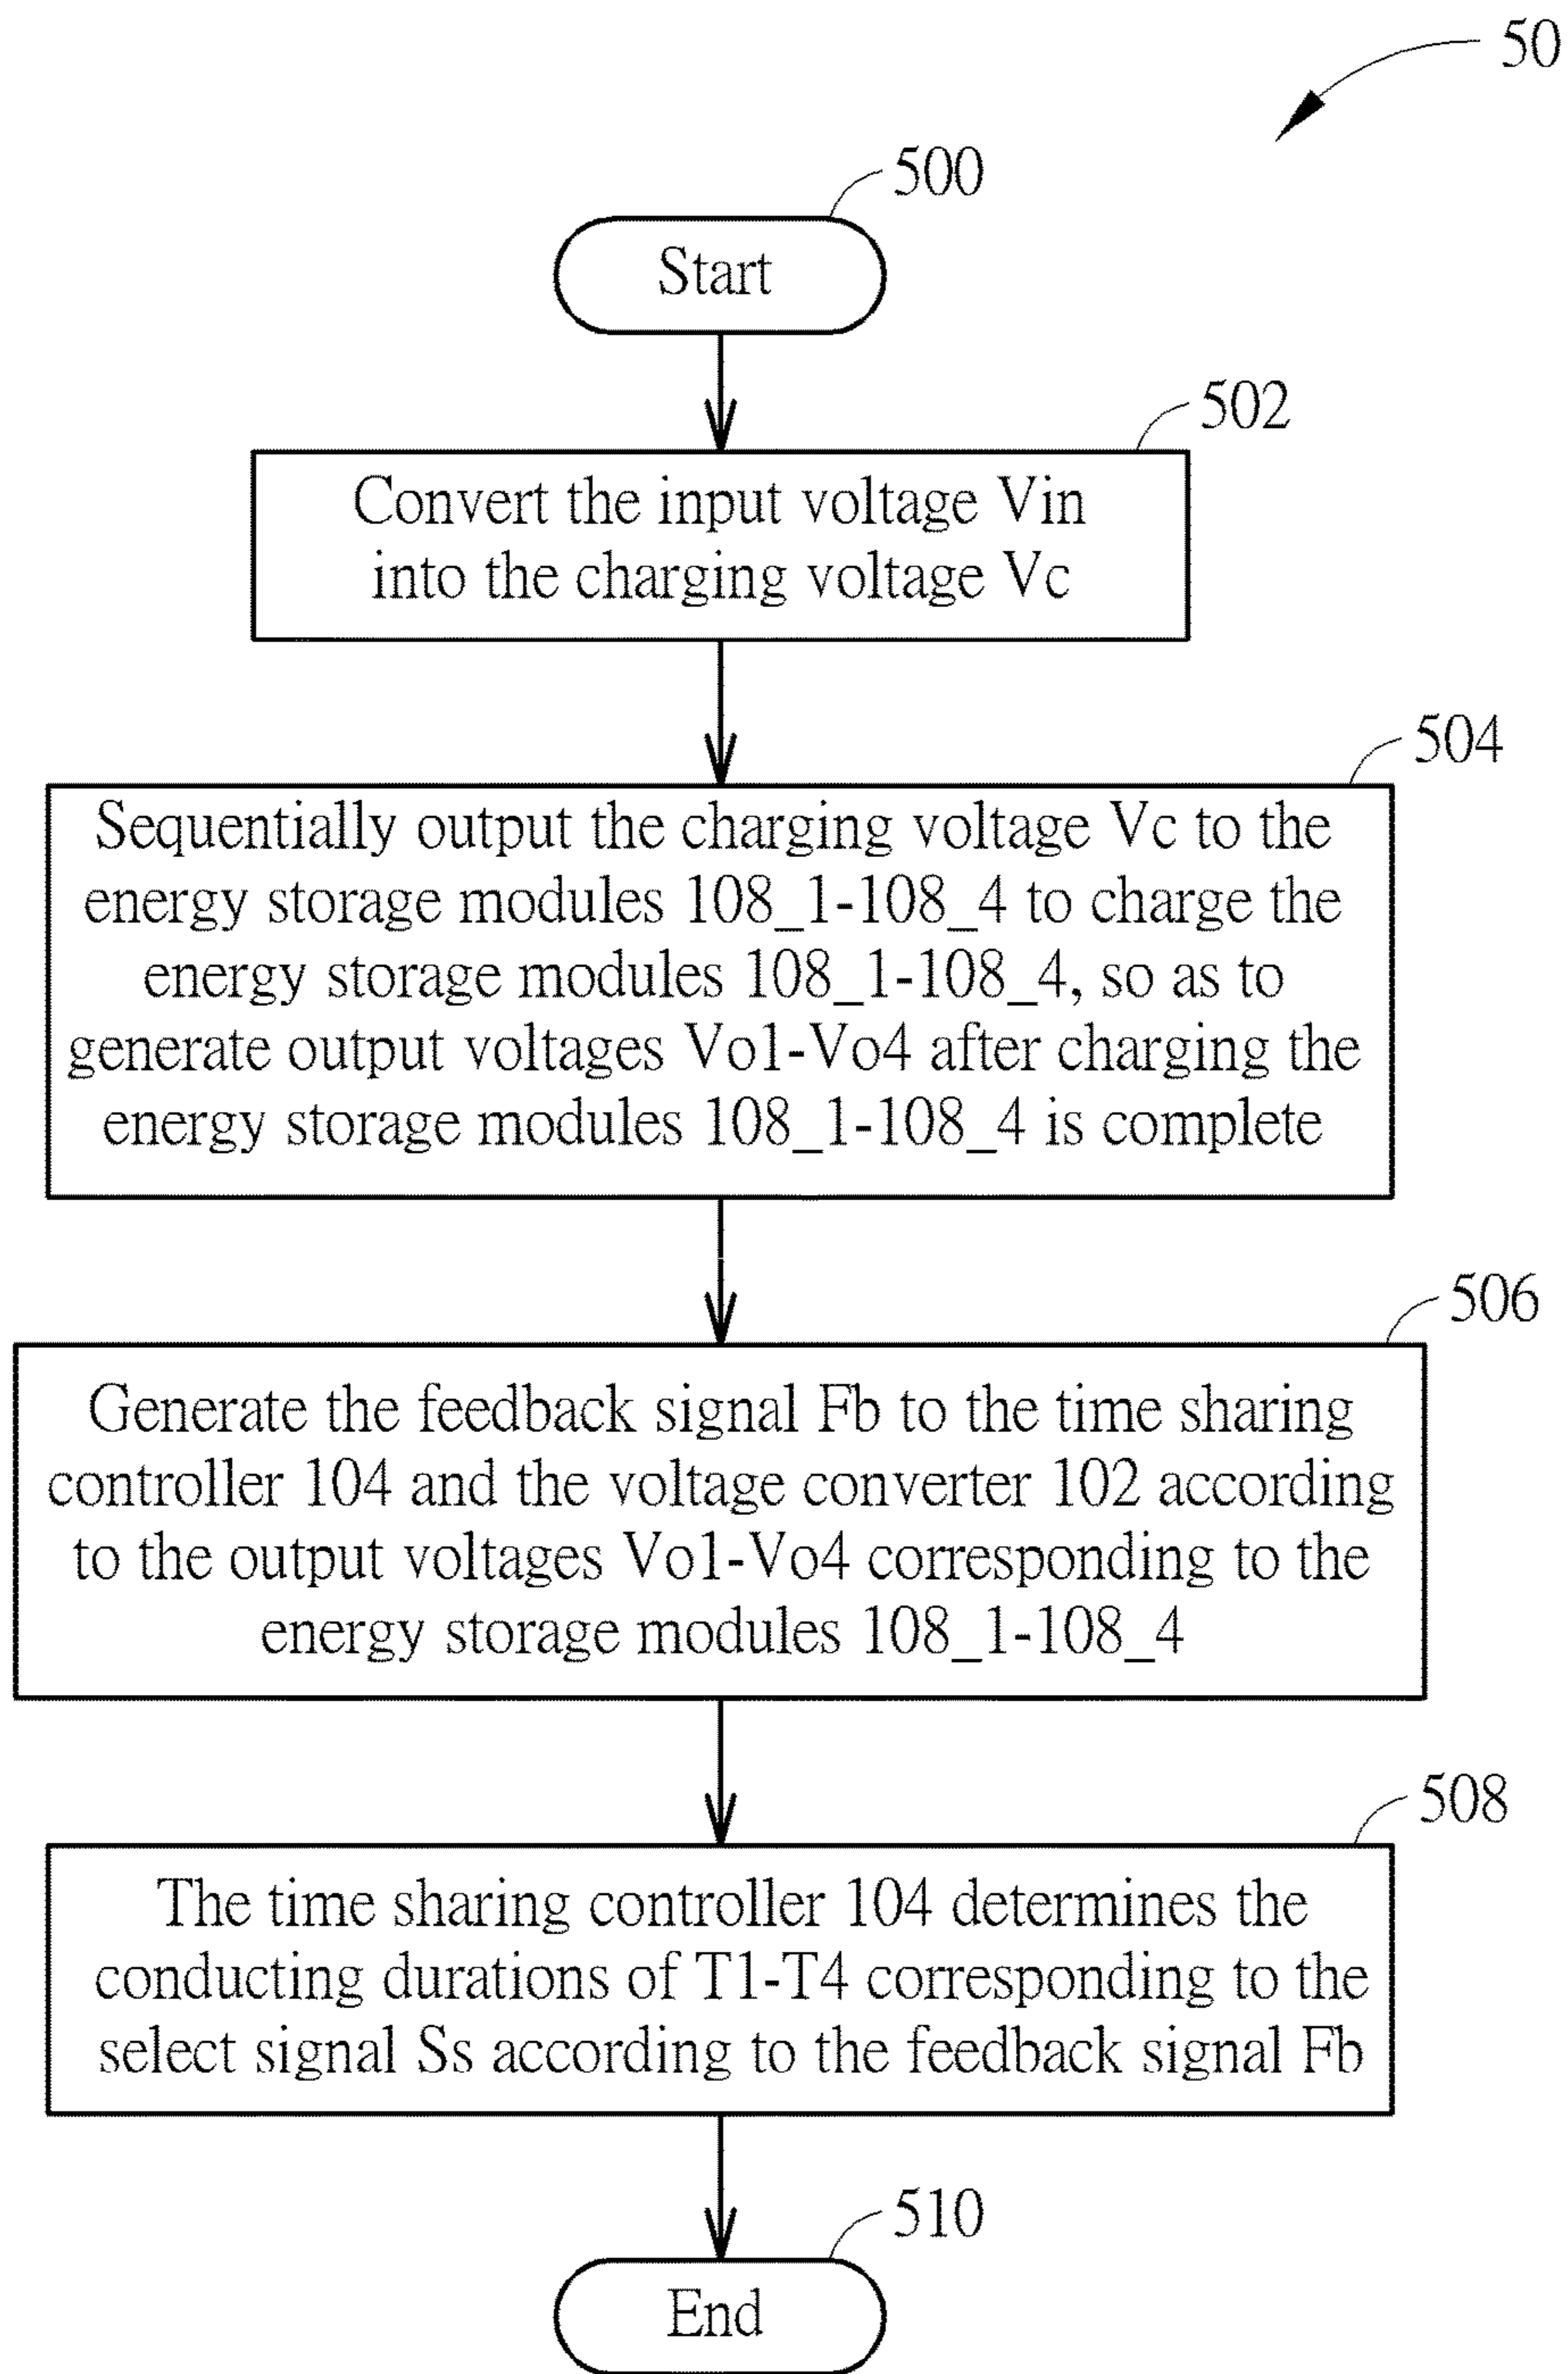 50
500
Start
502
Convert the input voltage Vin
into the charging voltage Vc
504
Sequentially output the charging voltage Vc to the
energy storage modules 108_1-108_4 to charge the
energy storage modules 108_1-108_4, so as to
generate output voltages Vo1-Vo4 after charging the
energy storage modules 108_1-108_4 is complete
506
Generate the feedback signal Fb to the time sharing
controller 104 and the voltage converter 102 according
to the output voltages Vo1-Vo4 corresponding to the
energy storage modules 108_1-108_4
508
The time sharing controller 104 determines the
conducting durations of T1-T4 corresponding to the
select signal Ss according to the feedback signal Fb
510
End